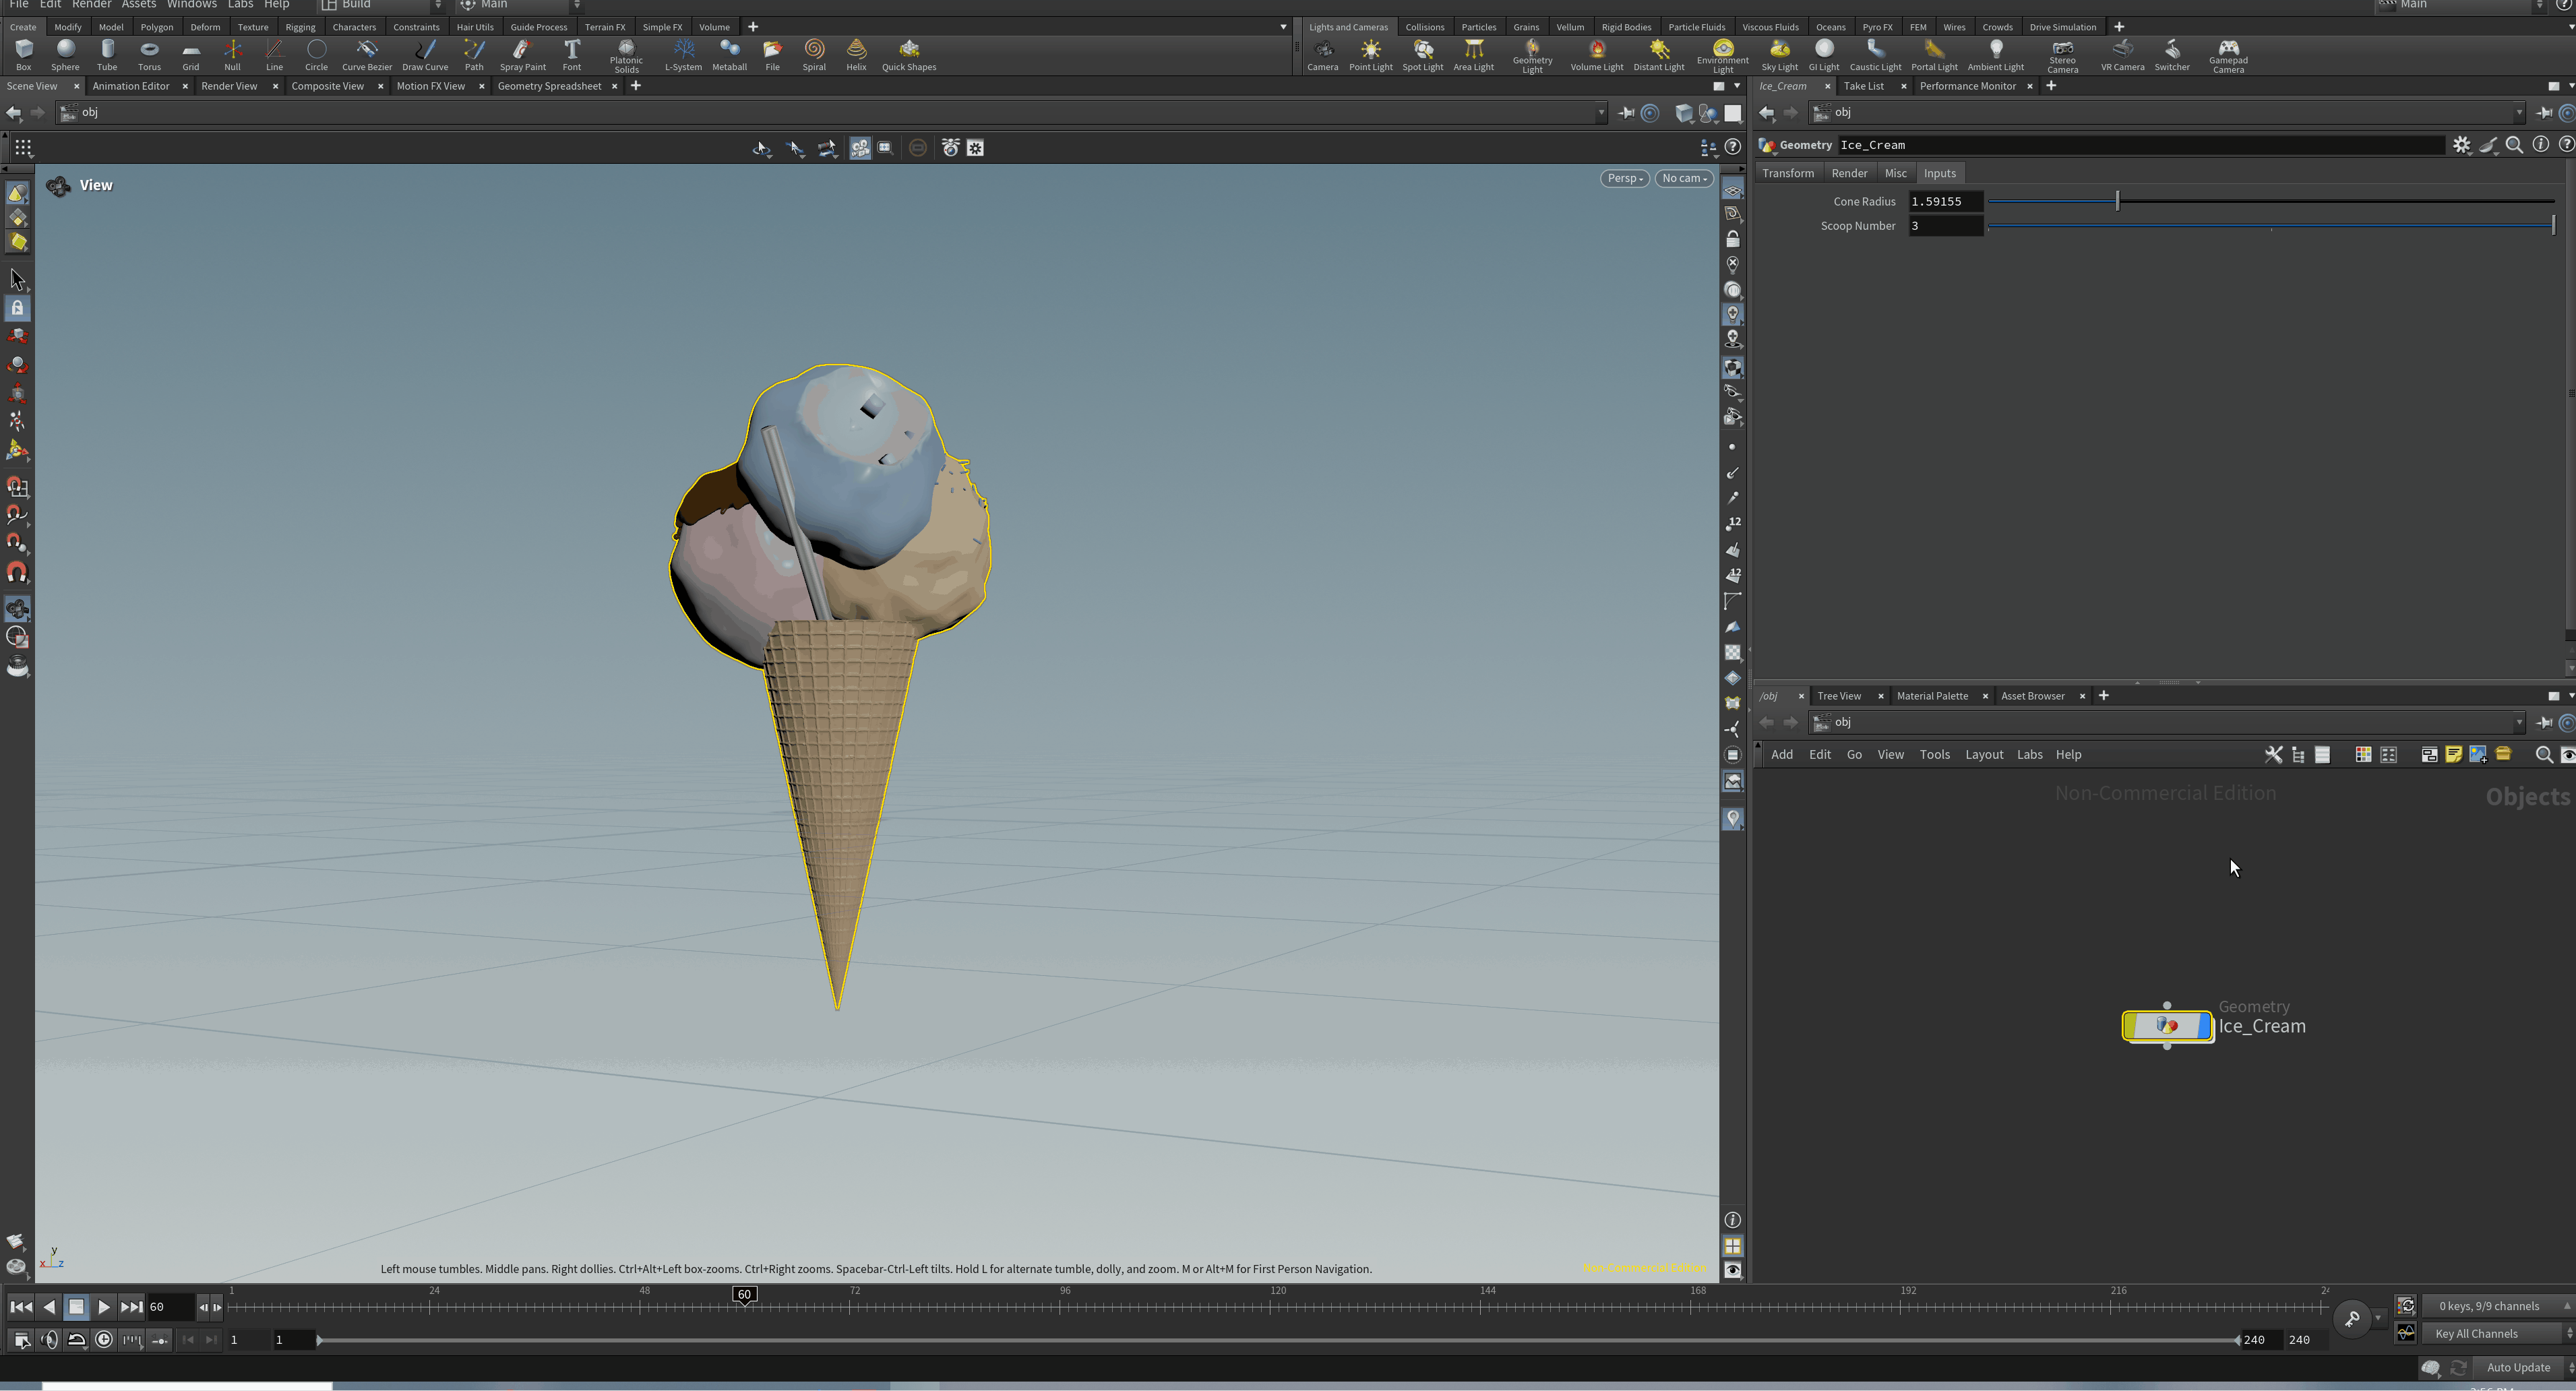 File Edit Render Assets Windows Labs Help Build Main Main
Create Modify Model Polygon Deform Texture Rigging Characters Constraints Hair Utils Guide Process Terrain FX Simple FX Volume
Lights and Cameras Collisions Particles Grains Vellum Rigid Bodies Particle Fluids Viscous Fluids Oceans Pyro FX FEM Wires Crowds Drive Simulation
Box Sphere Tube Torus Grid Null Line Circle Curve Bezier Draw Curve Path Spray Paint Font Platonic Solids L-System Metaball File Spiral Helix Quick Shapes
Camera Point Light Spot Light Area Light Geometry Light Volume Light Distant Light Environment Light Sky Light GI Light Caustic Light Portal Light Ambient Light Stereo Camera VR Camera Switcher Gamepad Camera
Scene View Animation Editor Render View Composite View Motion FX View Geometry Spreadsheet
Ice_Cream Take List Performance Monitor
obj
obj
Geometry Ice_Cream
Transform Render Misc Inputs
Cone Radius 1.59155
Scoop Number 3
View
Persp No cam
12
12
/obj Tree View Material Palette Asset Browser
obj
Add Edit Go View Tools Layout Labs Help
Non-Commercial Edition
Objects
Geometry
Ice_Cream
y
x z
Left mouse tumbles. Middle pans. Right dollies. Ctrl+Alt+Left box-zooms. Ctrl+Right zooms. Spacebar-Ctrl-Left tilts. Hold L for alternate tumble, dolly, and zoom. M or Alt+M for First Person Navigation.
Non-Commercial Edition
60
1 24 48 60 72 96 120 144 168 192 216
0 keys, 9/9 channels
1 1 240 240
Key All Channels
Auto Update